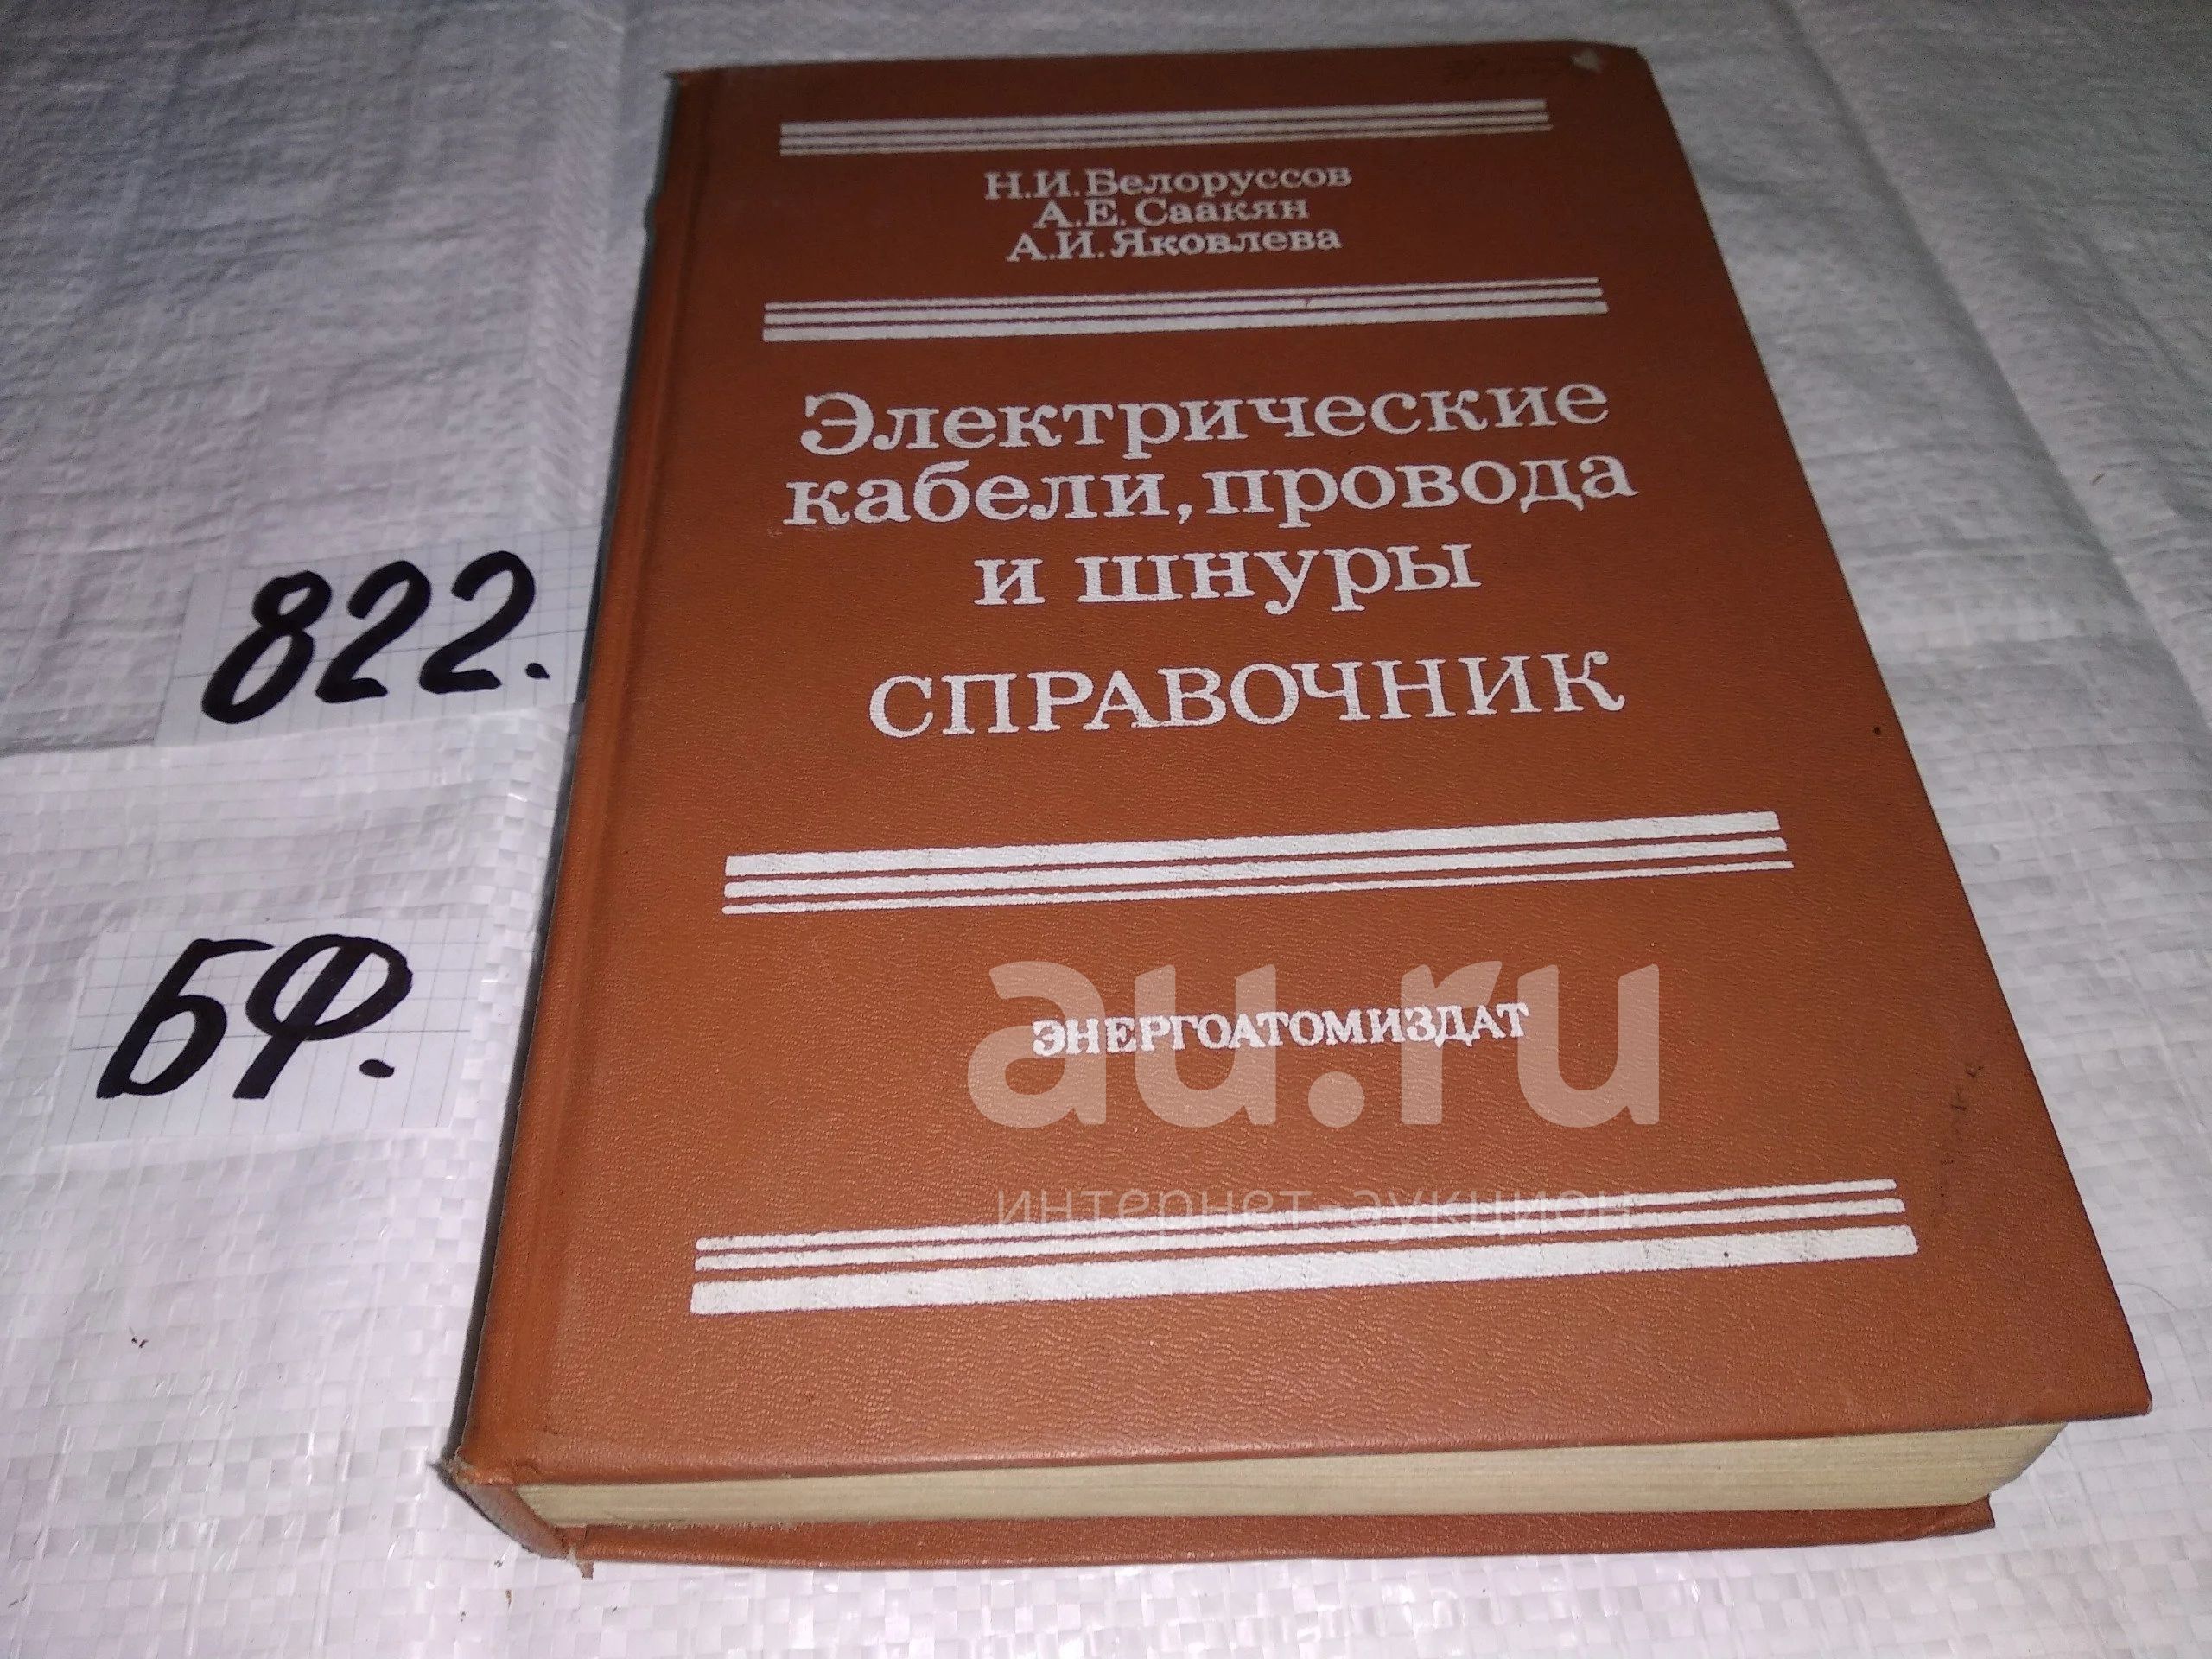 Н.И.Белоруссов
А.Е.Саакян
А.И.Яковлева
Электрические
кабели, провода
и шнуры
СПРАВОЧНИК
822.
БФ.
ЭНЕРГОАТОМИЗДАТ
au.ru
интернет-аукцион